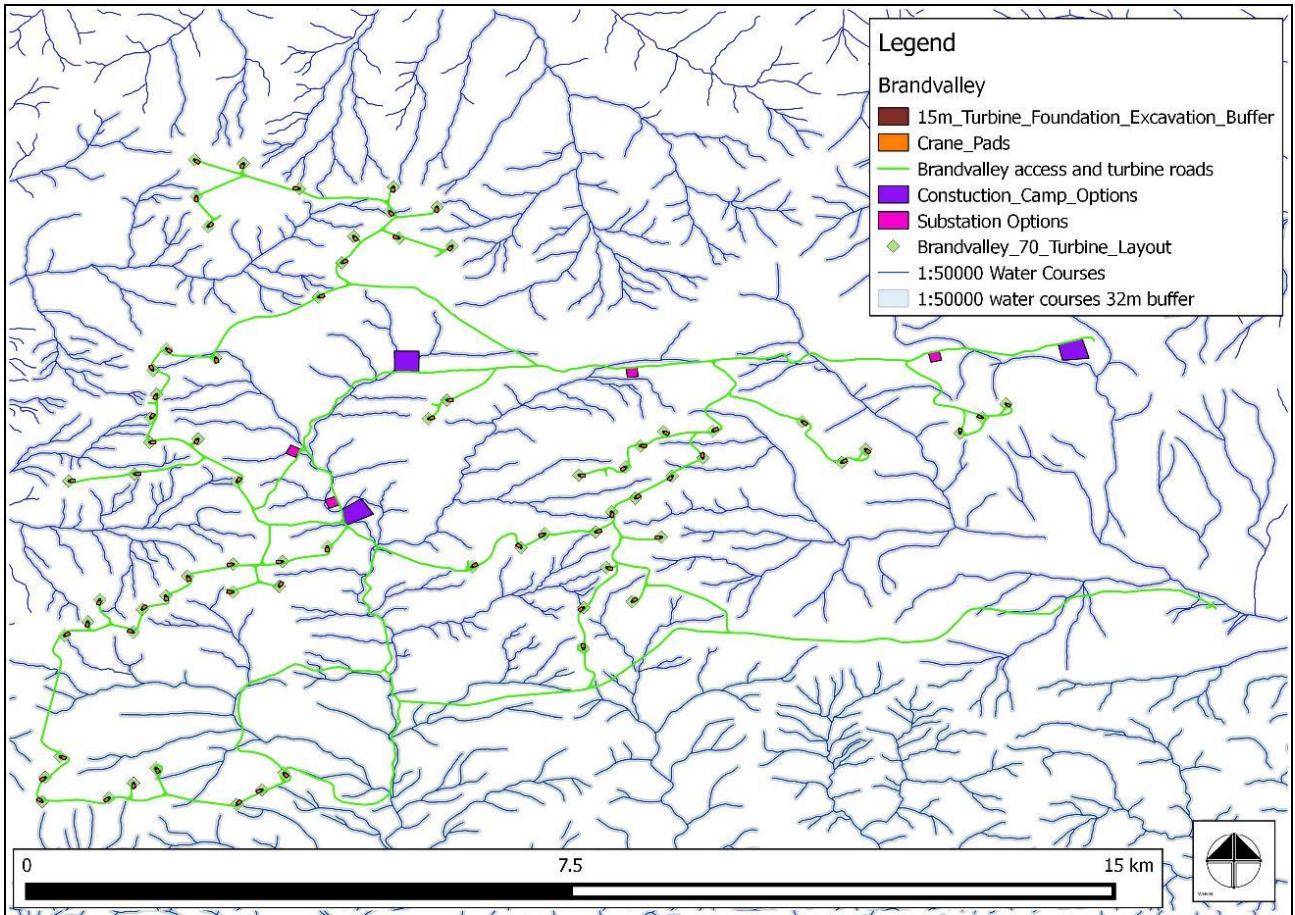 Legend
Brandvalley
15m_Turbine_Foundation_Excavation_Buffer
Crane_Pads
Brandvalley access and turbine roads
Constuction_Camp_Options
Substation Options
Brandvalley_70_Turbine_Layout
1:50000 Water Courses
1:50000 water courses 32m buffer
0 7.5 15 km